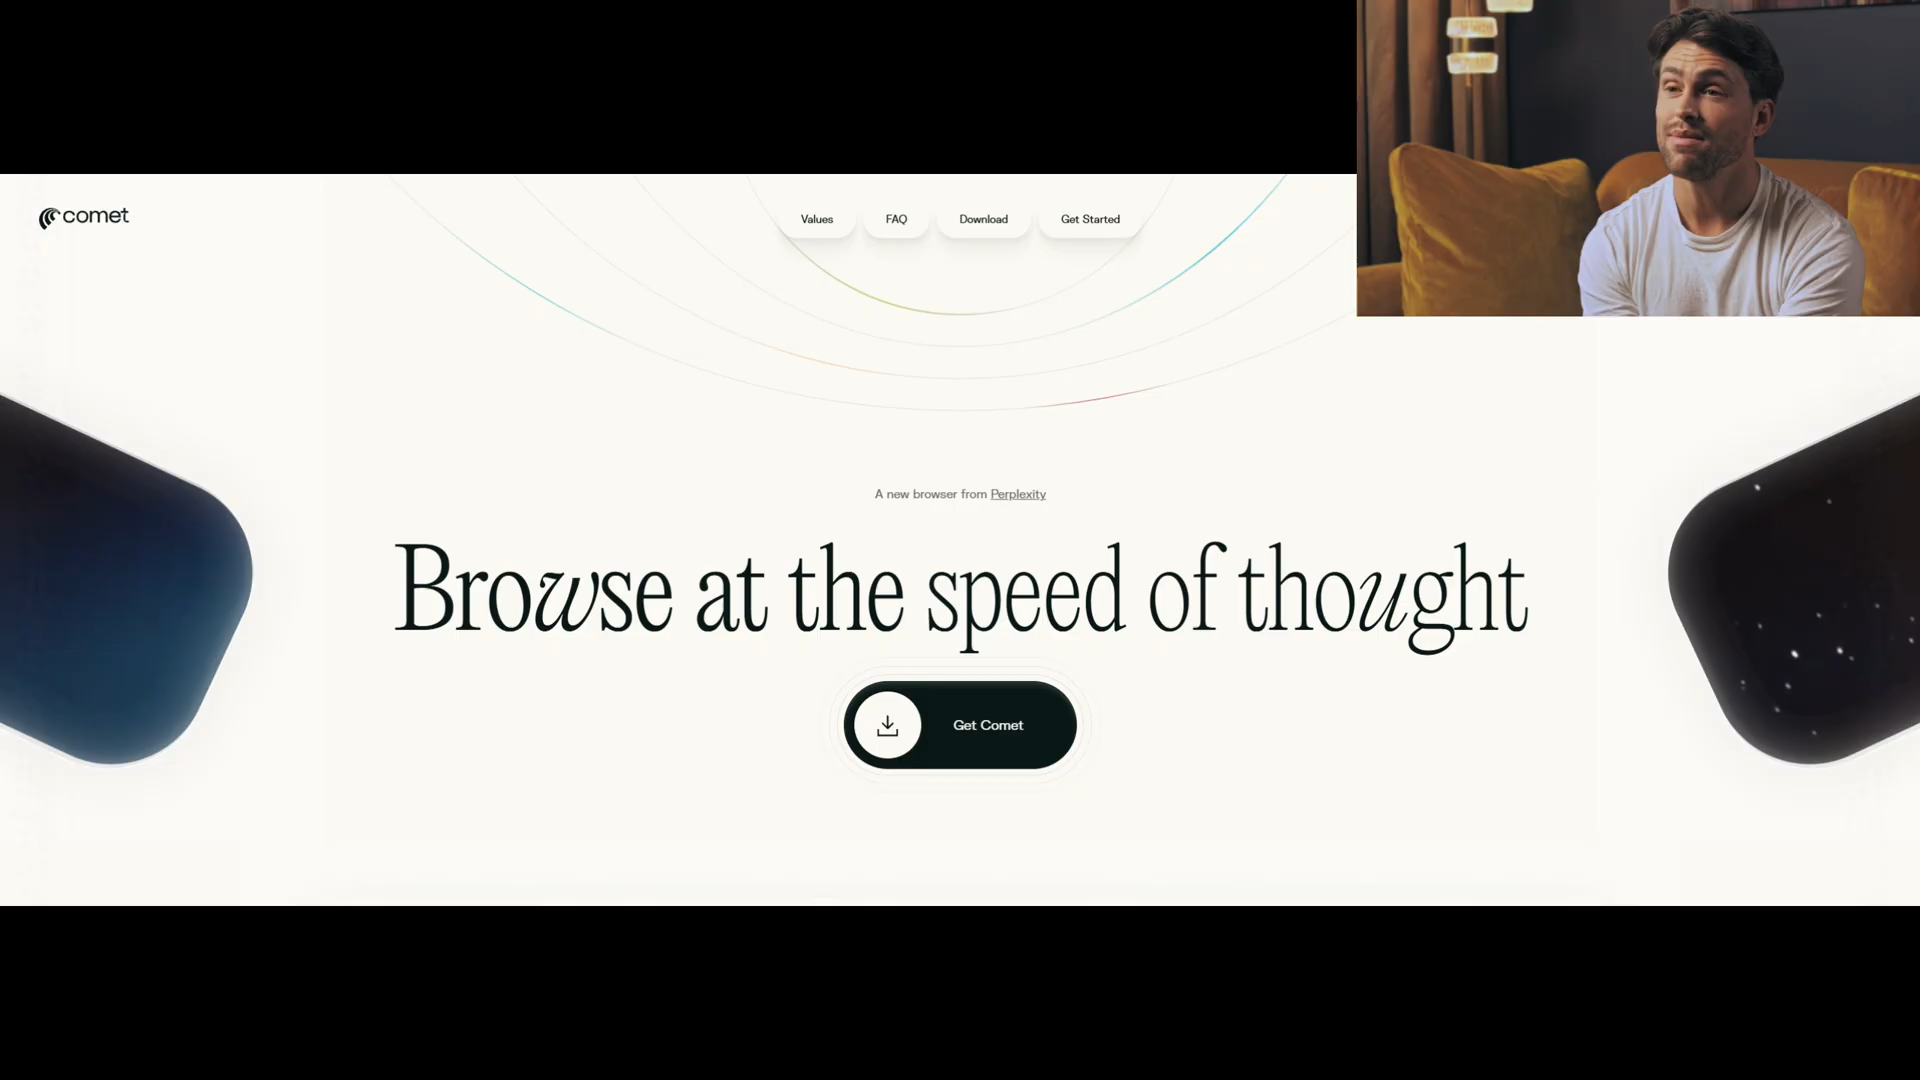 comet
Values
FAQ
Download
Get Started
A new browser from Perplexity
Browse at the speed of thought
Get Comet